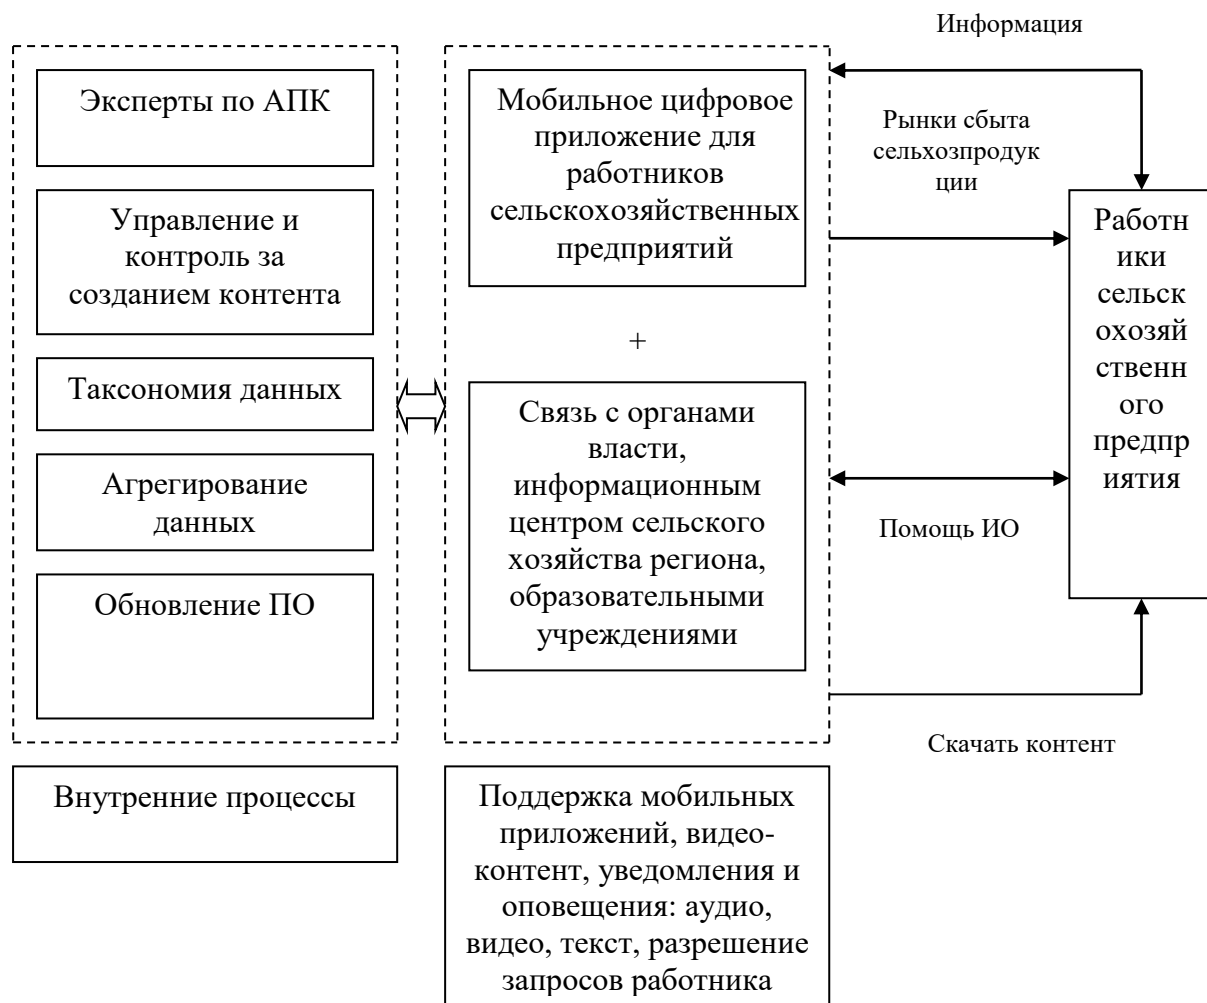 Информация
Эксперты по АПК
Управление и
контроль за
созданием контента
Таксономия данных
Агрегирование
данных
Обновление ПО
Внутренние процессы
Мобильное цифровое
приложение для
работников
сельскохозяйственных
предприятий
+
Связь с органами
власти,
информационным
центром сельского
хозяйства региона,
образовательными
учреждениями
Поддержка мобильных
приложений, видео-
контент, уведомления и
оповещения: аудио,
видео, текст, разрешение
запросов работника
Рынки сбыта
сельхозпродук
ции
Помощь ИО
Скачать контент
Работн
ики
сельск
охозяй
ственн
ого
предпр
иятия